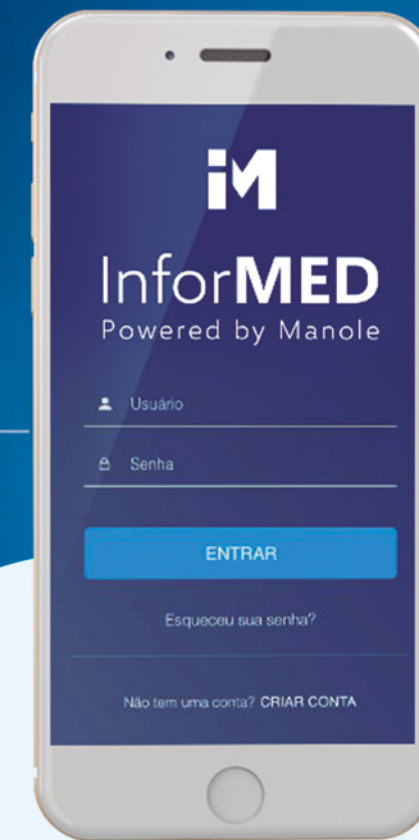 iM
InforMED
Powered by Manole
Usuário
Senha
ENTRAR
Esqueceu sua senha?
Não tem uma conta? CRIAR CONTA